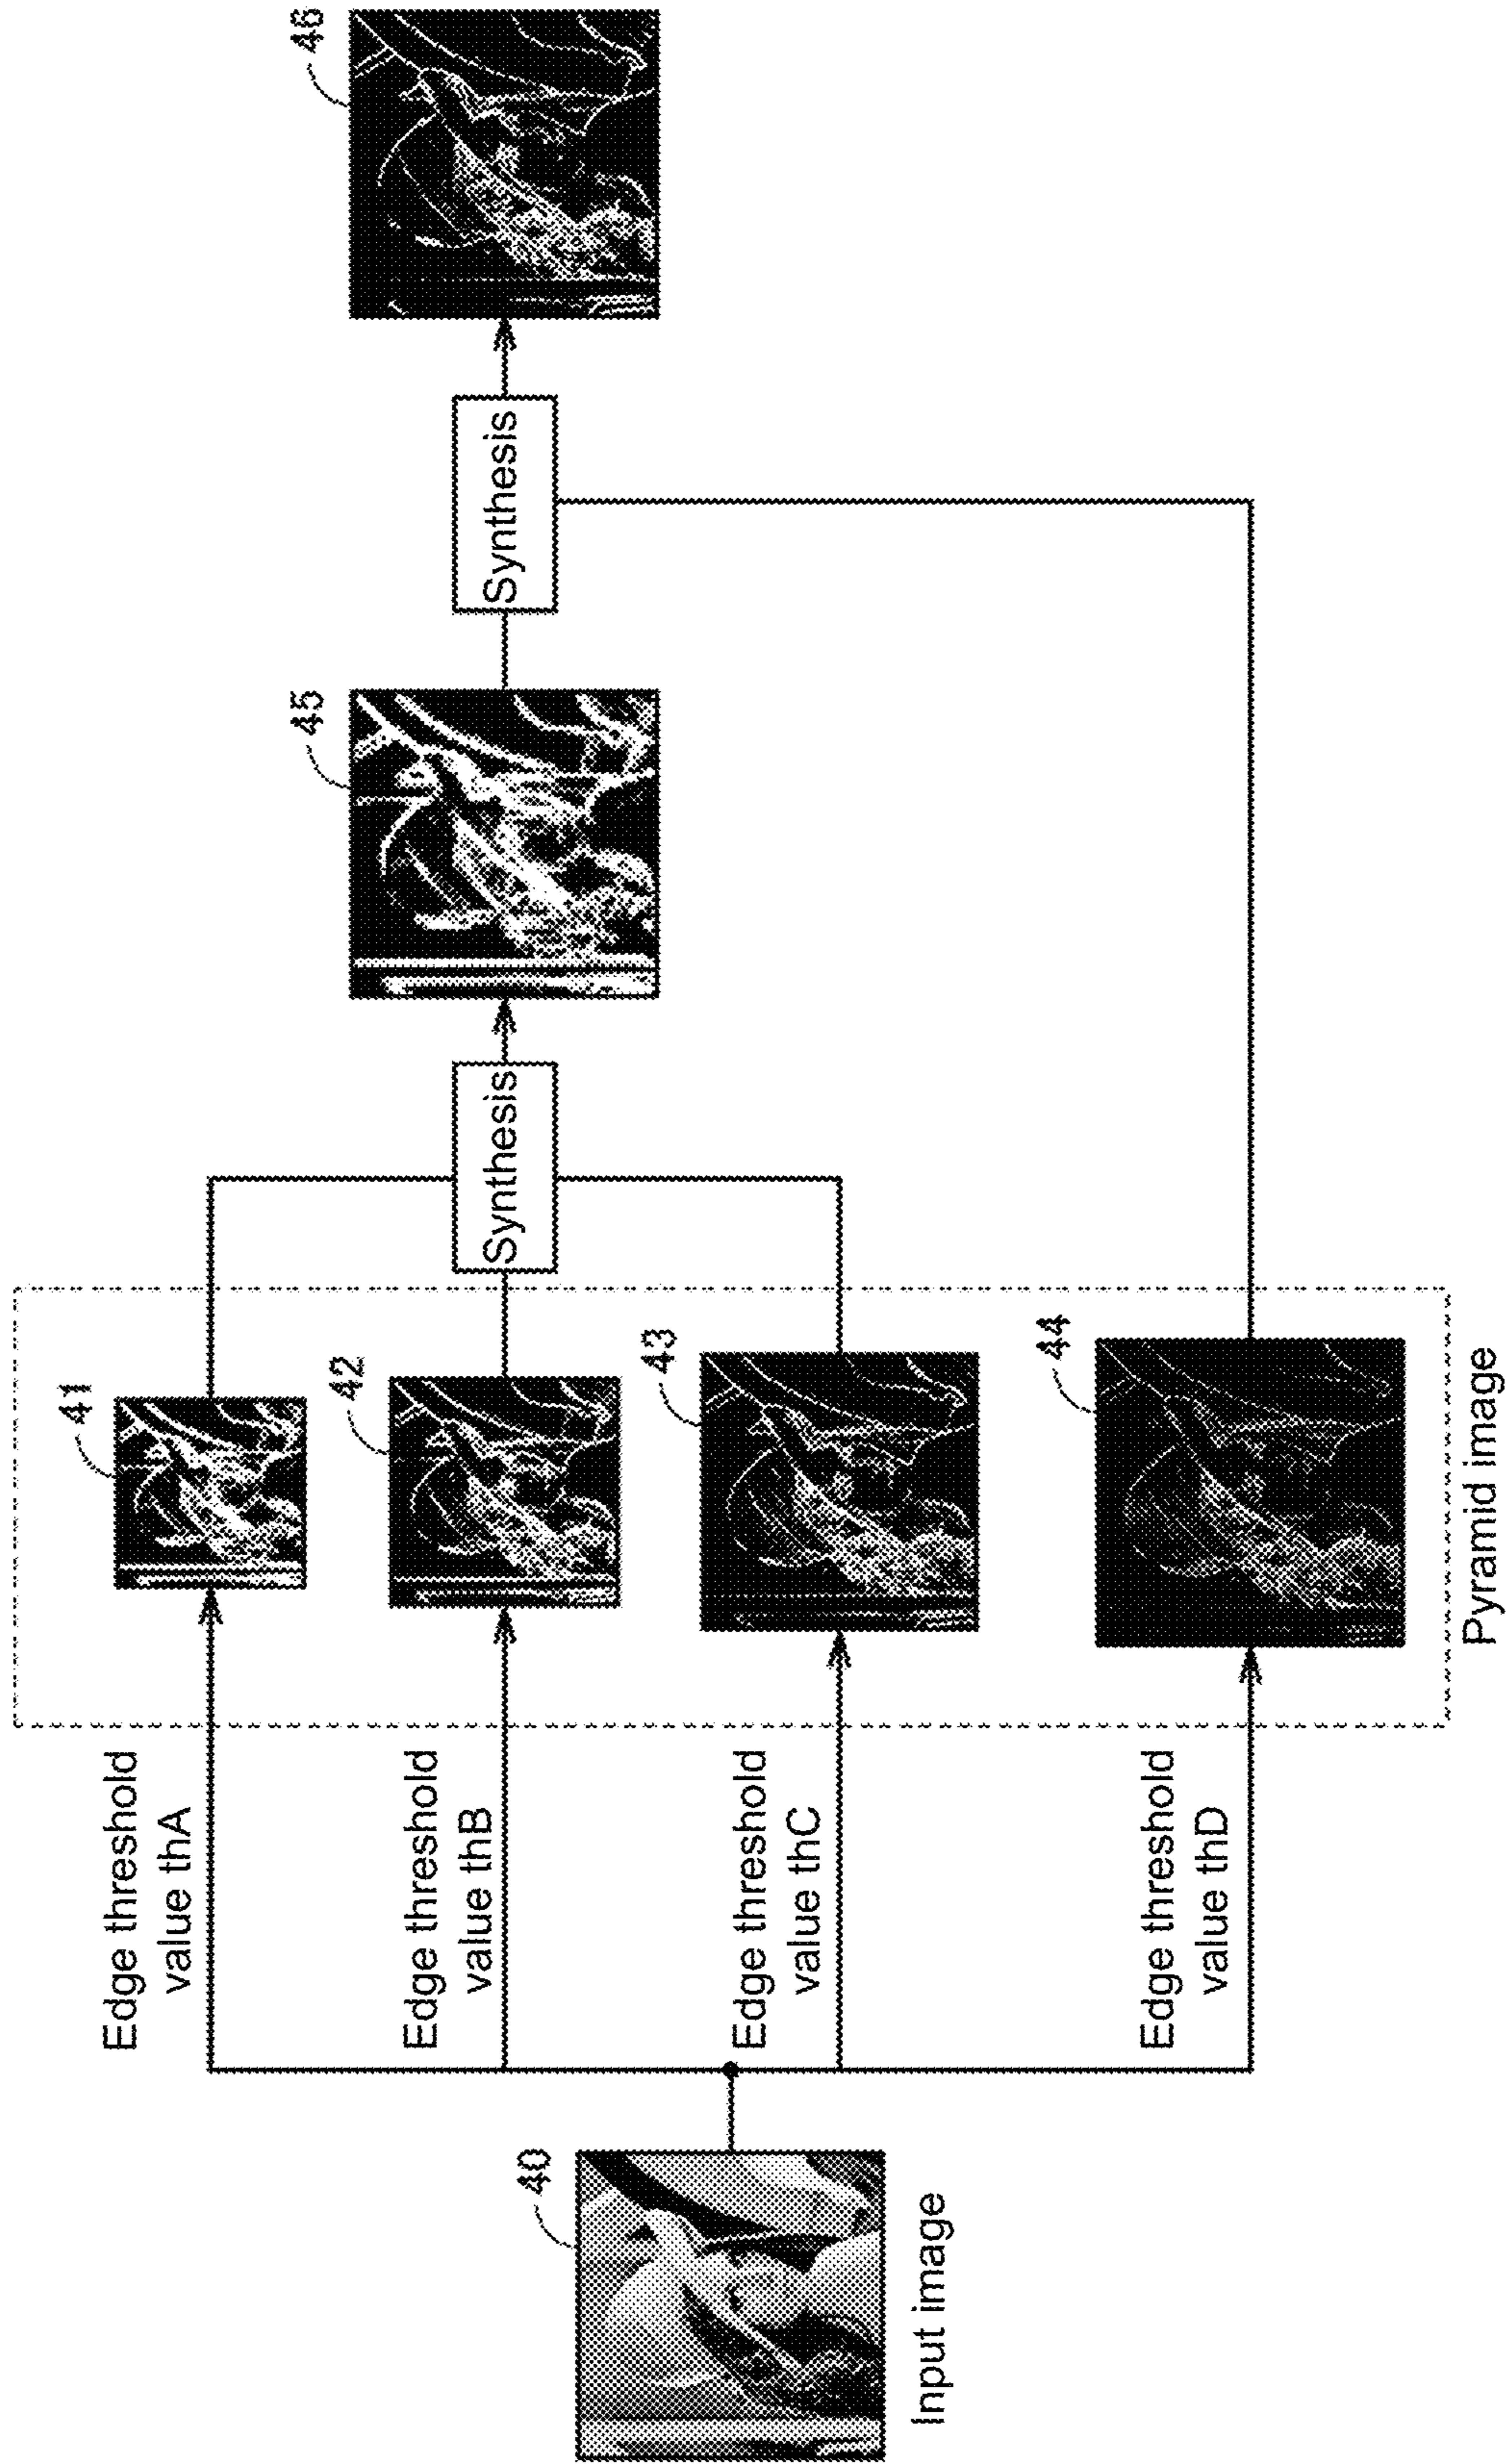 40
Input image
Edge threshold
value thA
Edge threshold
value thB
Edge threshold
value thC
Edge threshold
value thD
41
42
43
44
Pyramid image
Synthesis
45
Synthesis
46